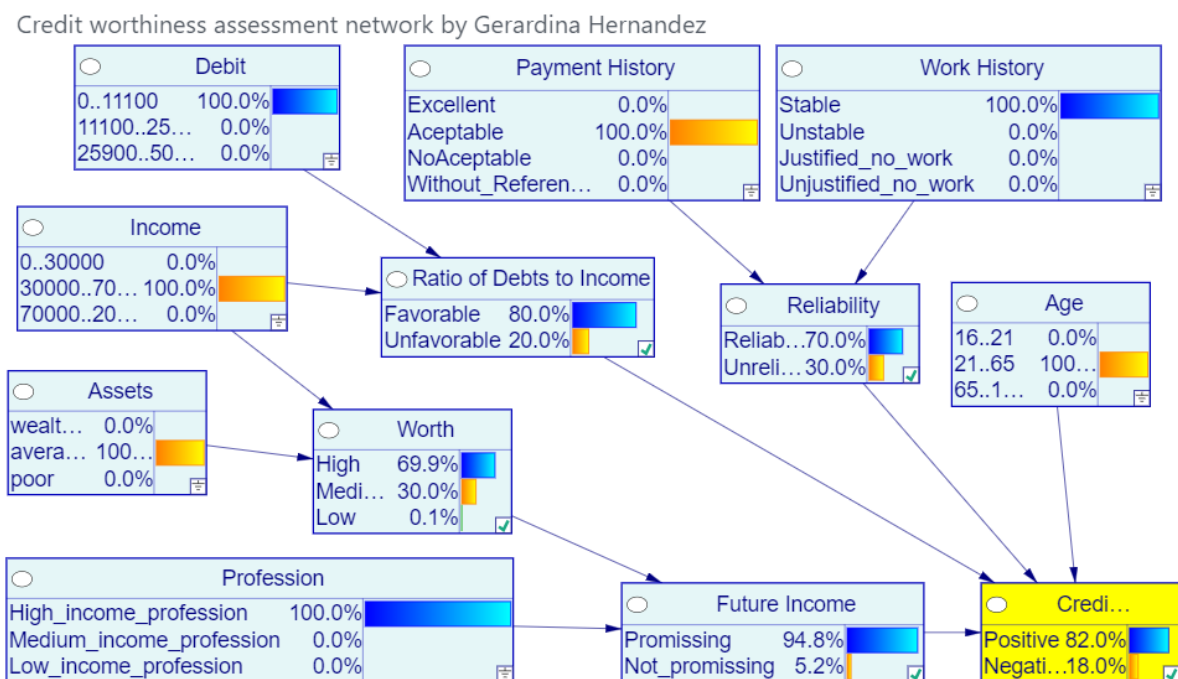 Credit worthiness assessment network by Gerardina Hernandez
Debit
0..11100 100.0%
11100..25... 0.0%
25900..50... 0.0%
Payment History
Excellent 0.0%
Aceptable 100.0%
NoAceptable 0.0%
Without_Referen... 0.0%
Work History
Stable 100.0%
Unstable 0.0%
Justified_no_work 0.0%
Unjustified_no_work 0.0%
Income
0..30000 0.0%
30000..70... 100.0%
70000..20... 0.0%
Ratio of Debts to Income
Favorable 80.0%
Unfavorable 20.0%
Reliability
Reliab...70.0%
Unreli... 30.0%
Age
16..21 0.0%
21..65 100...
65..1... 0.0%
Assets
wealt... 0.0%
avera... 100...
poor 0.0%
Worth
High 69.9%
Medi... 30.0%
Low 0.1%
Profession
High_income_profession 100.0%
Medium_income_profession 0.0%
Low_income_profession 0.0%
Future Income
Promissing 94.8%
Not_promissing 5.2%
Credi...
Positive 82.0%
Negati...18.0%